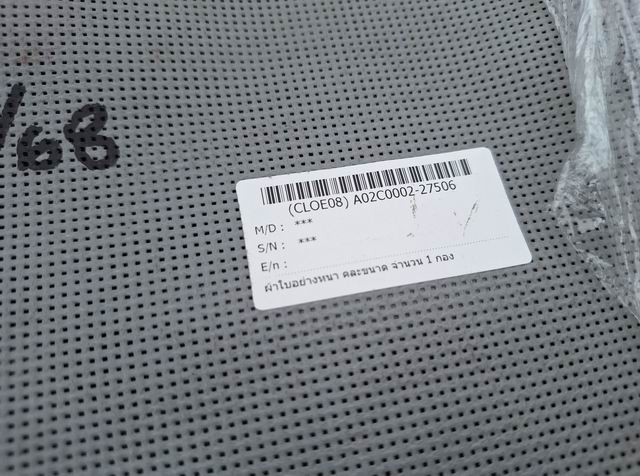 /68
(CLOE08) A02C0002-27506
M/D : ***
S/N : ***
E/n :
ผ้าใบอย่างหนา คละขนาด จำนวน 1 กอง